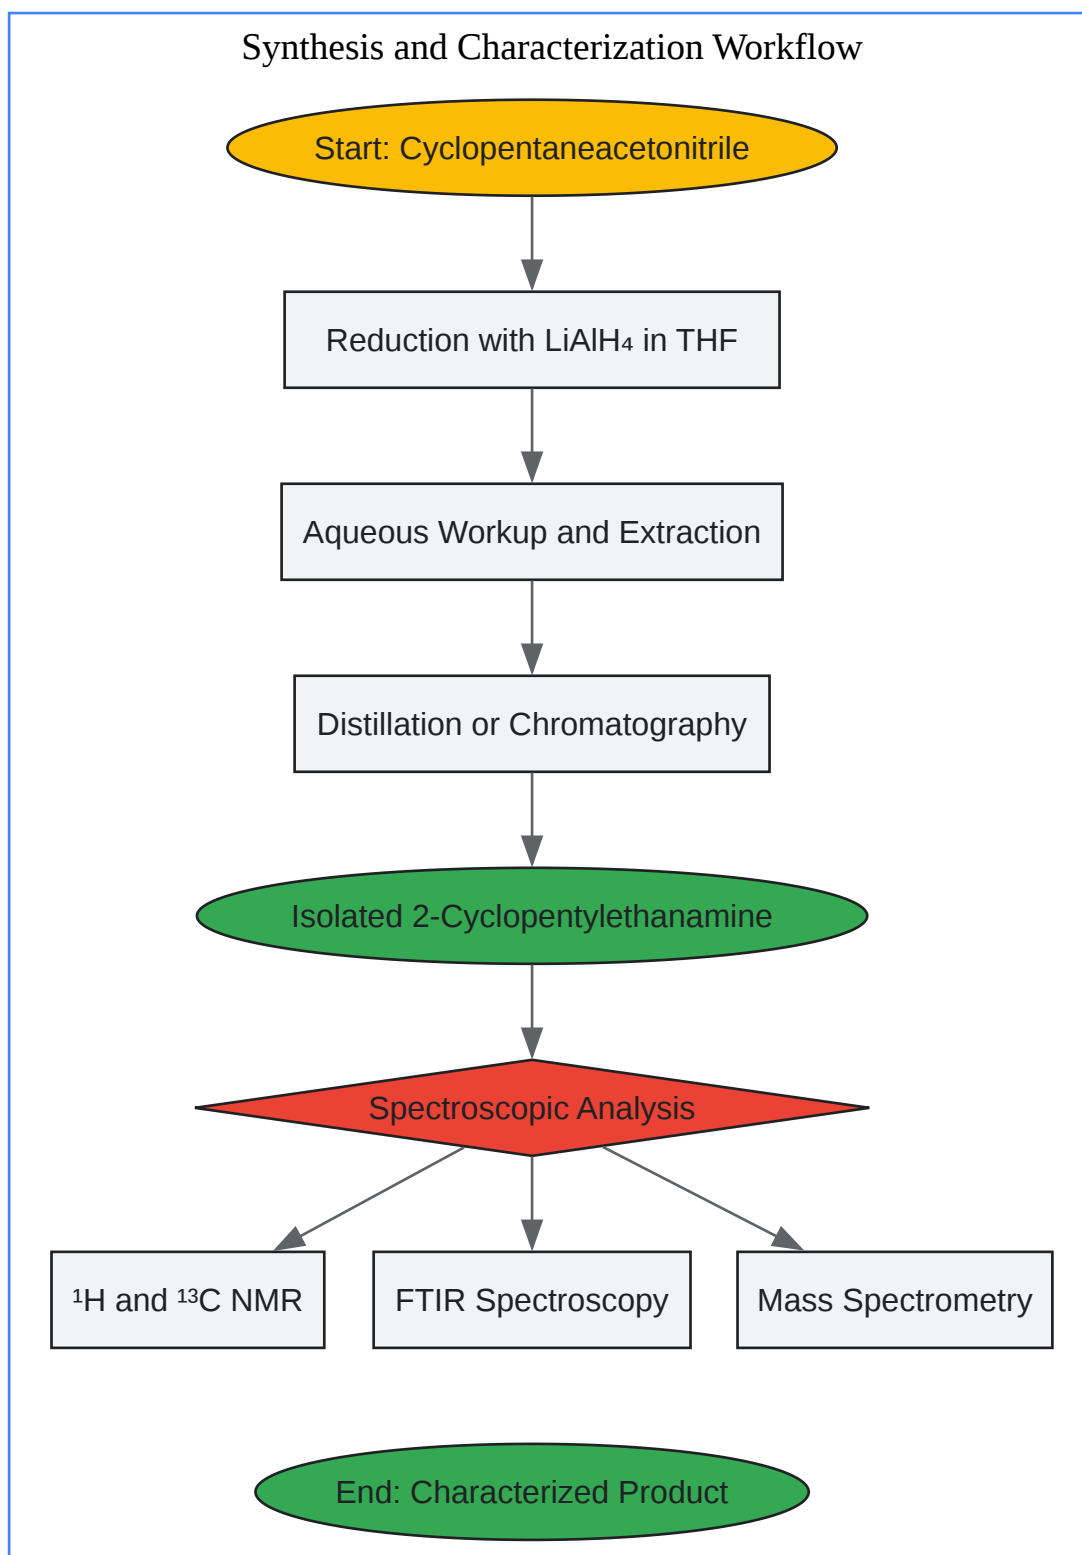 Synthesis and Characterization Workflow
Start: Cyclopentaneacetonitrile
Reduction with LiAlH₄ in THF
Aqueous Workup and Extraction
Distillation or Chromatography
Isolated 2-Cyclopentylethanamine
Spectroscopic Analysis
¹H and ¹³C NMR
FTIR Spectroscopy
Mass Spectrometry
End: Characterized Product